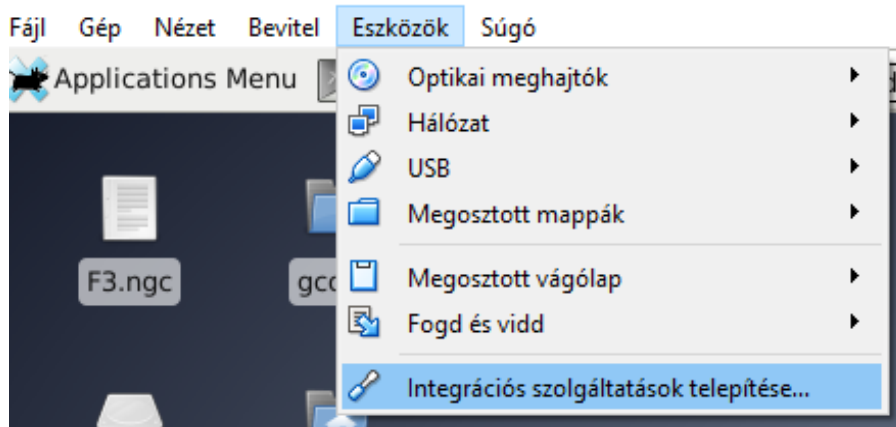 Fájl Gép Nézet Bevitel Eszközök Súgó
Applications Menu
Optikai meghajtók
Hálózat
USB
Megosztott mappák
Megosztott vágólap
Fogd és vidd
Integrációs szolgáltatások telepítése...
F3.ngc